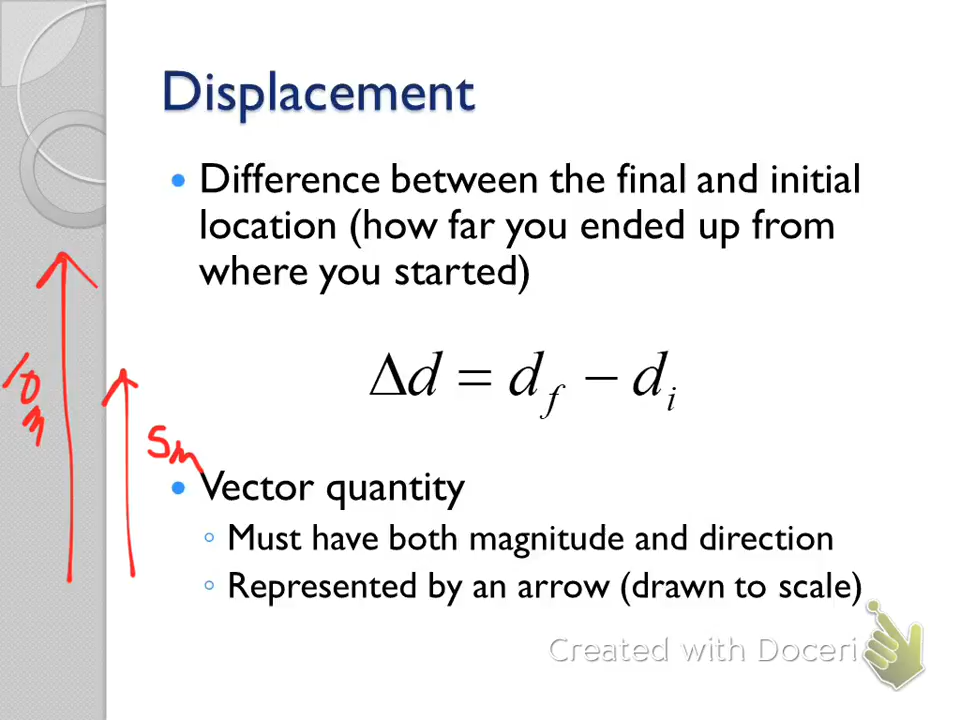 Displacement
• Difference between the final and initial
location (how far you ended up from
where you started)
Δd = d_f − d_i
10m
5m
• Vector quantity
◦ Must have both magnitude and direction
◦ Represented by an arrow (drawn to scale)
Created with Doceri